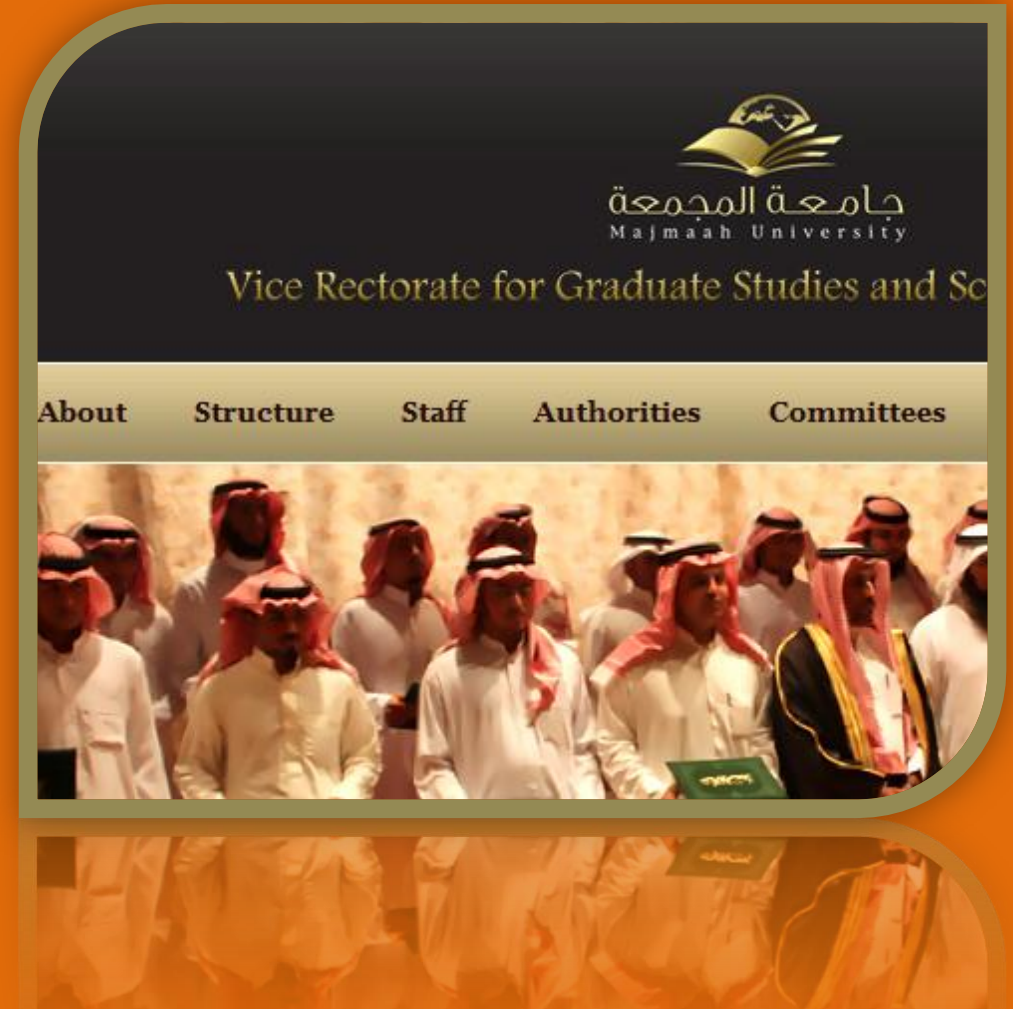 جامعة المجمعة
Majmaah University
Vice Rectorate for Graduate Studies and Sc
About Structure Staff Authorities Committees